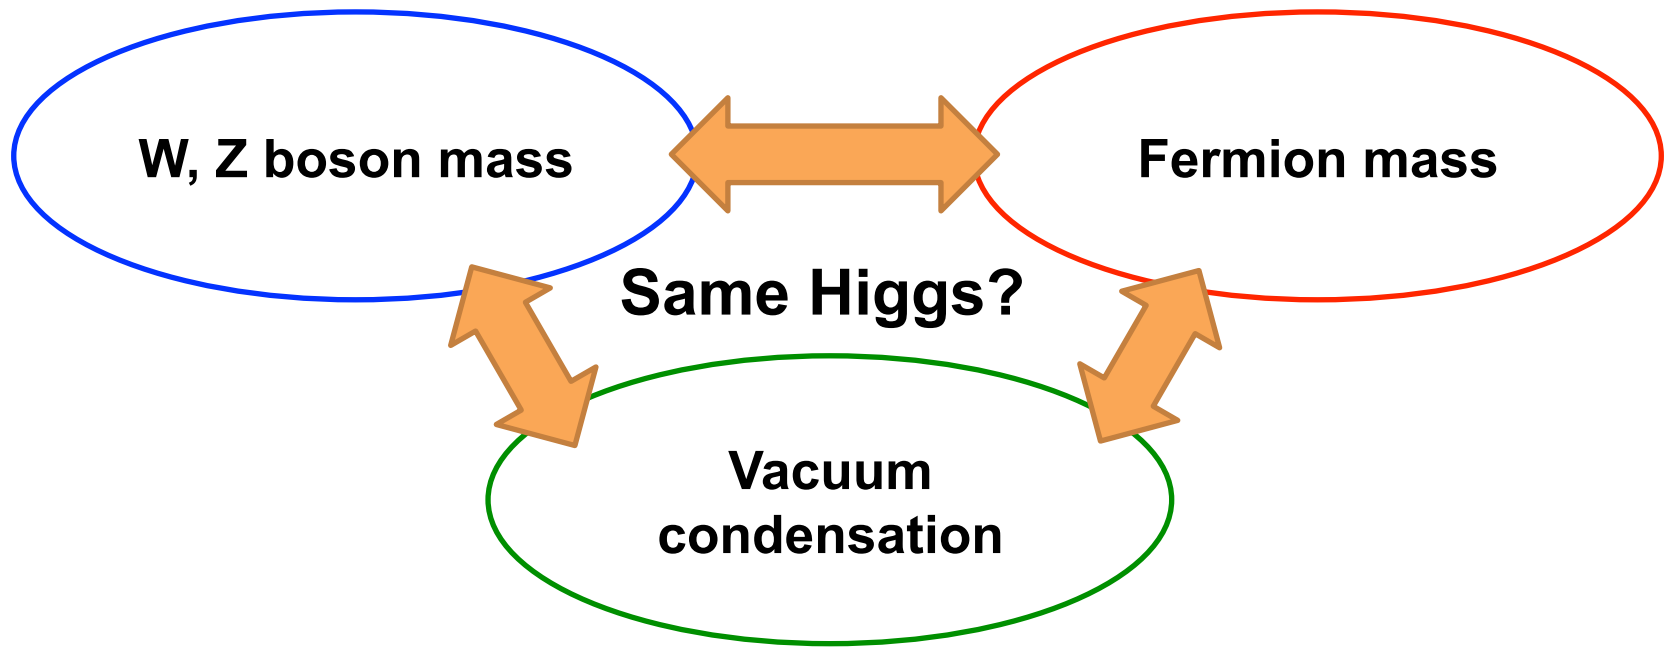 W, Z boson mass
Fermion mass
Same Higgs?
Vacuum
condensation